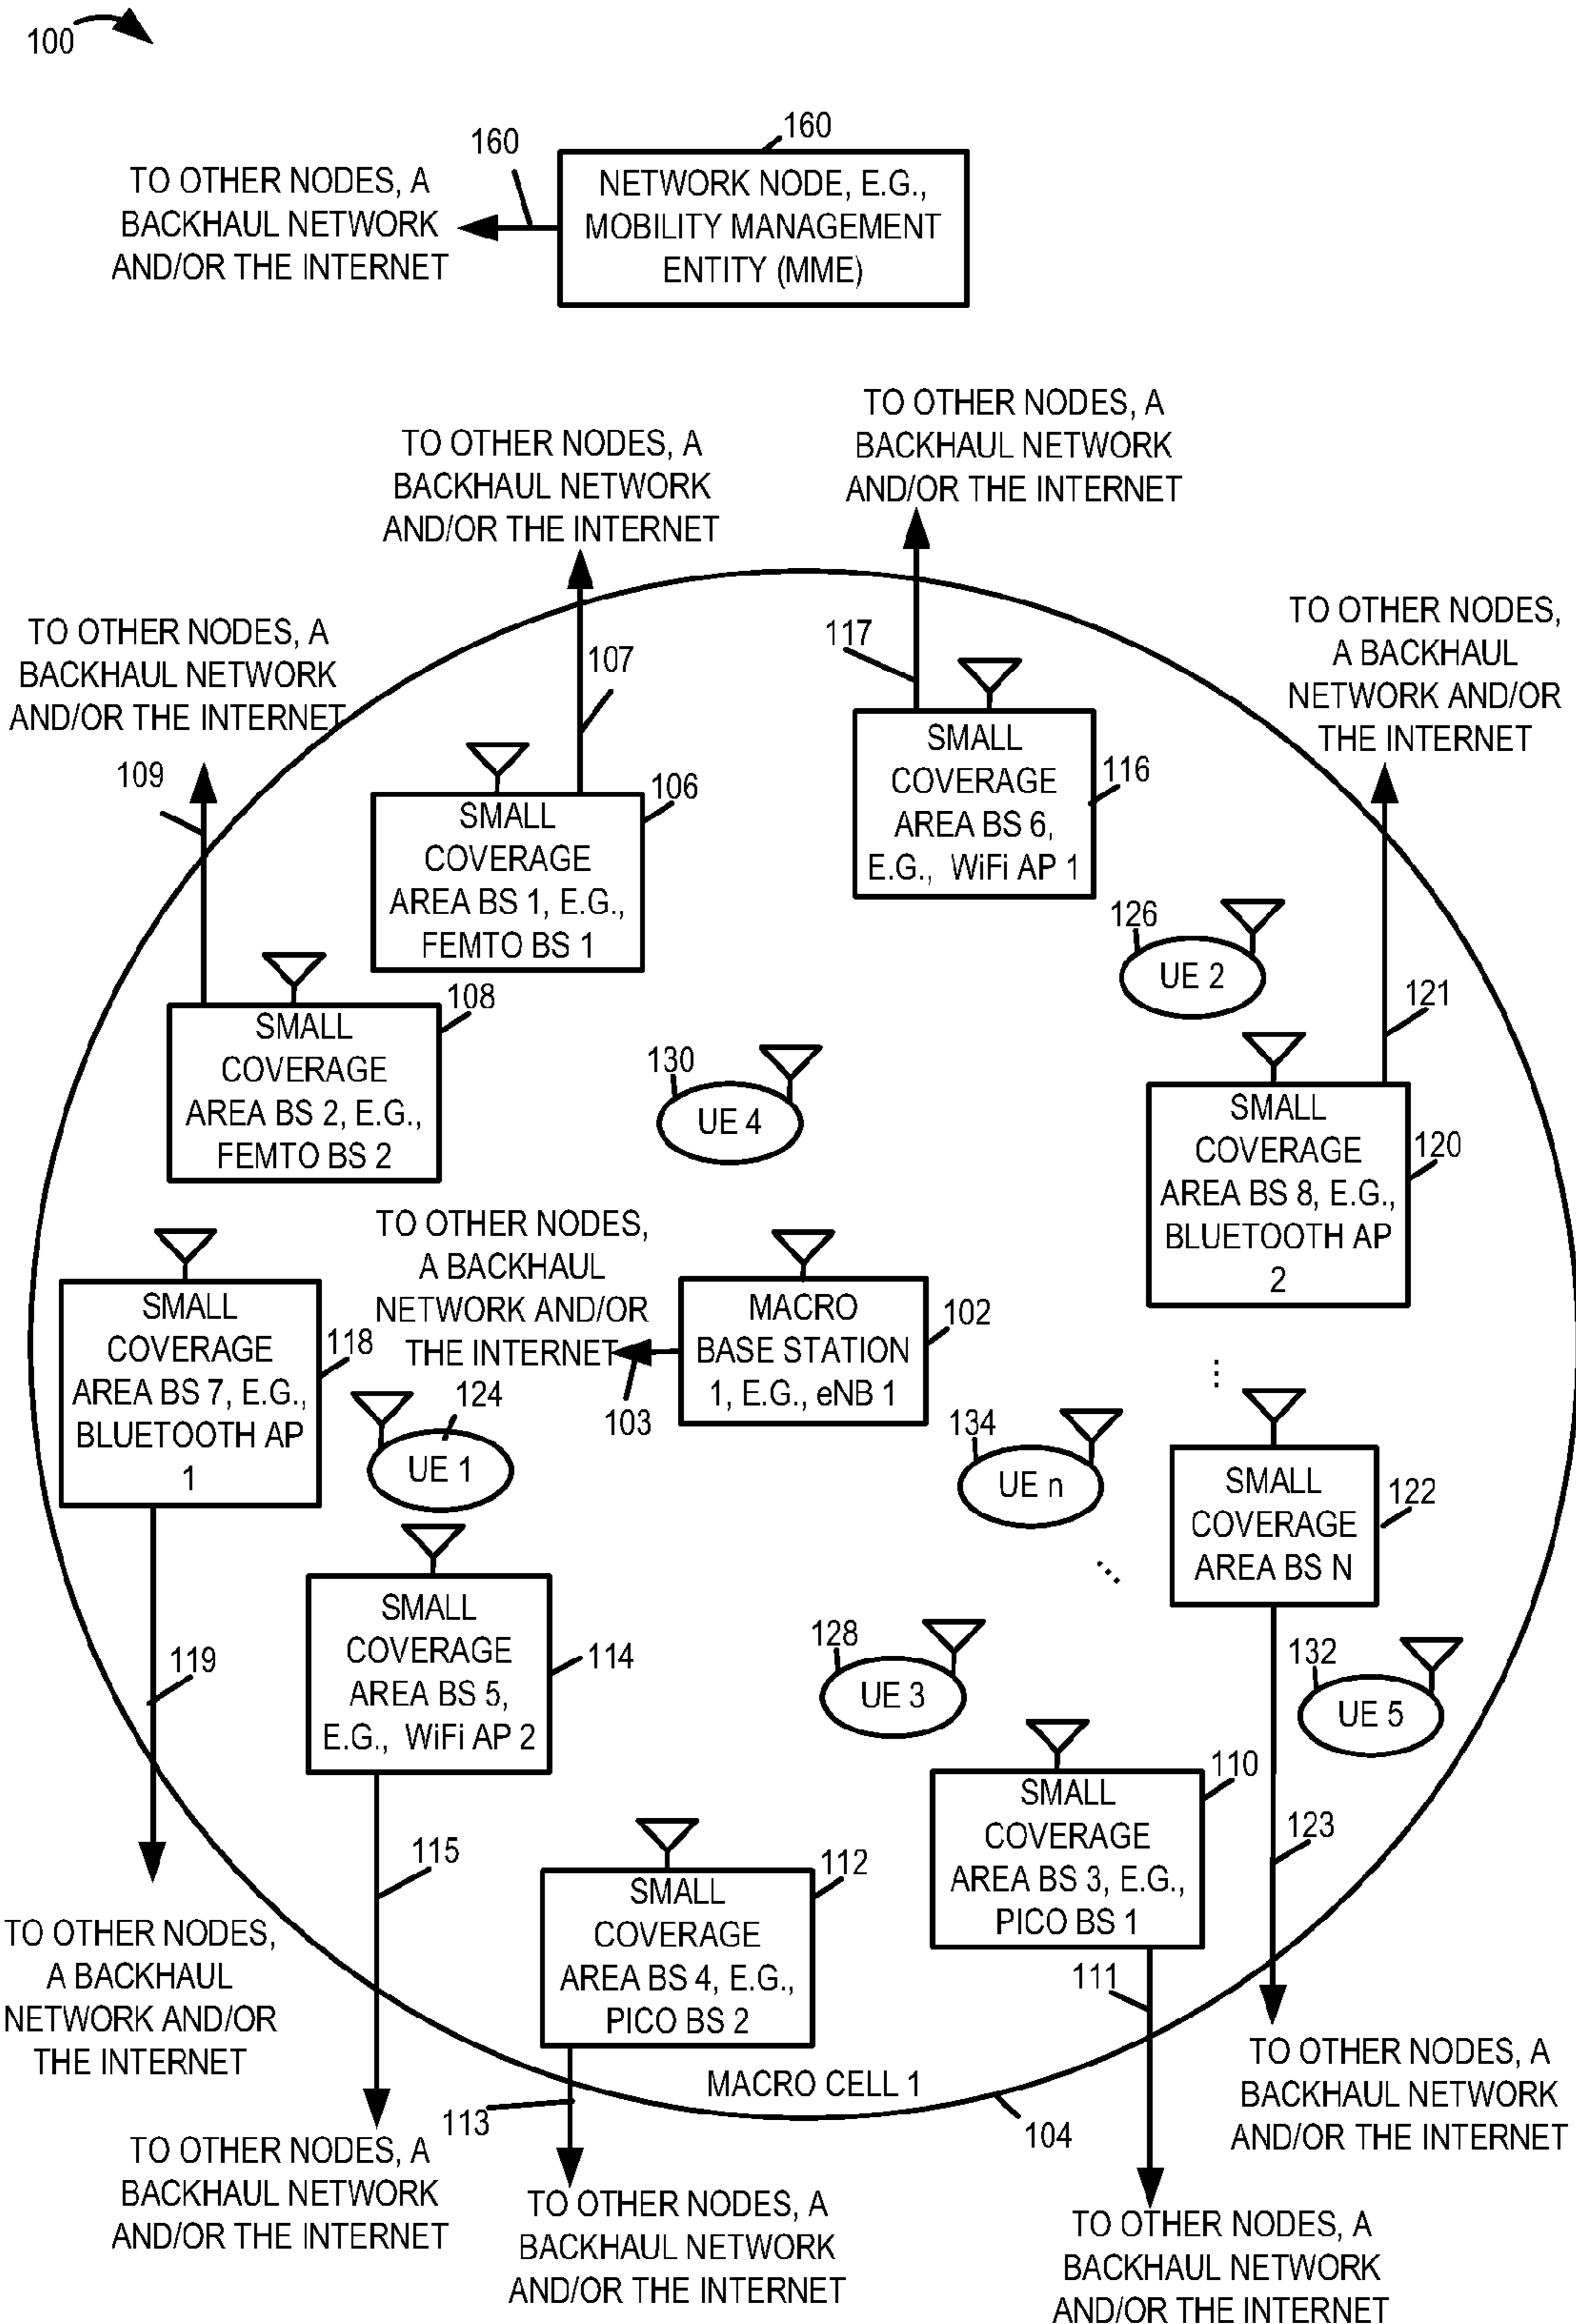 100
160
160
TO OTHER NODES, A
BACKHAUL NETWORK
AND/OR THE INTERNET
NETWORK NODE, E.G.,
MOBILITY MANAGEMENT
ENTITY (MME)
TO OTHER NODES, A
BACKHAUL NETWORK
AND/OR THE INTERNET
TO OTHER NODES, A
BACKHAUL NETWORK
AND/OR THE INTERNET
TO OTHER NODES, A
BACKHAUL NETWORK
AND/OR THE INTERNET
TO OTHER NODES,
A BACKHAUL
NETWORK AND/OR
THE INTERNET
109
107
117
SMALL
COVERAGE
AREA BS 1, E.G.,
FEMTO BS 1
106
SMALL
COVERAGE
AREA BS 6,
E.G., WiFi AP 1
116
126
UE 2
121
SMALL
COVERAGE
AREA BS 2, E.G.,
FEMTO BS 2
108
130
UE 4
SMALL
COVERAGE
AREA BS 8, E.G.,
BLUETOOTH AP
2
120
TO OTHER NODES,
A BACKHAUL
NETWORK AND/OR
THE INTERNET
103
MACRO
BASE STATION
1, E.G., eNB 1
102
SMALL
COVERAGE
AREA BS 7, E.G.,
BLUETOOTH AP
1
118
124
UE 1
134
UE n
⋮
SMALL
COVERAGE
AREA BS N
122
⋱
SMALL
COVERAGE
AREA BS 5,
E.G., WiFi AP 2
114
119
128
UE 3
132
UE 5
SMALL
COVERAGE
AREA BS 3, E.G.,
PICO BS 1
110
123
115
SMALL
COVERAGE
AREA BS 4, E.G.,
PICO BS 2
112
111
TO OTHER NODES,
A BACKHAUL
NETWORK AND/OR
THE INTERNET
MACRO CELL 1
104
113
TO OTHER NODES, A
BACKHAUL NETWORK
AND/OR THE INTERNET
TO OTHER NODES, A
BACKHAUL NETWORK
AND/OR THE INTERNET
TO OTHER NODES, A
BACKHAUL NETWORK
AND/OR THE INTERNET
TO OTHER NODES, A
BACKHAUL NETWORK
AND/OR THE INTERNET